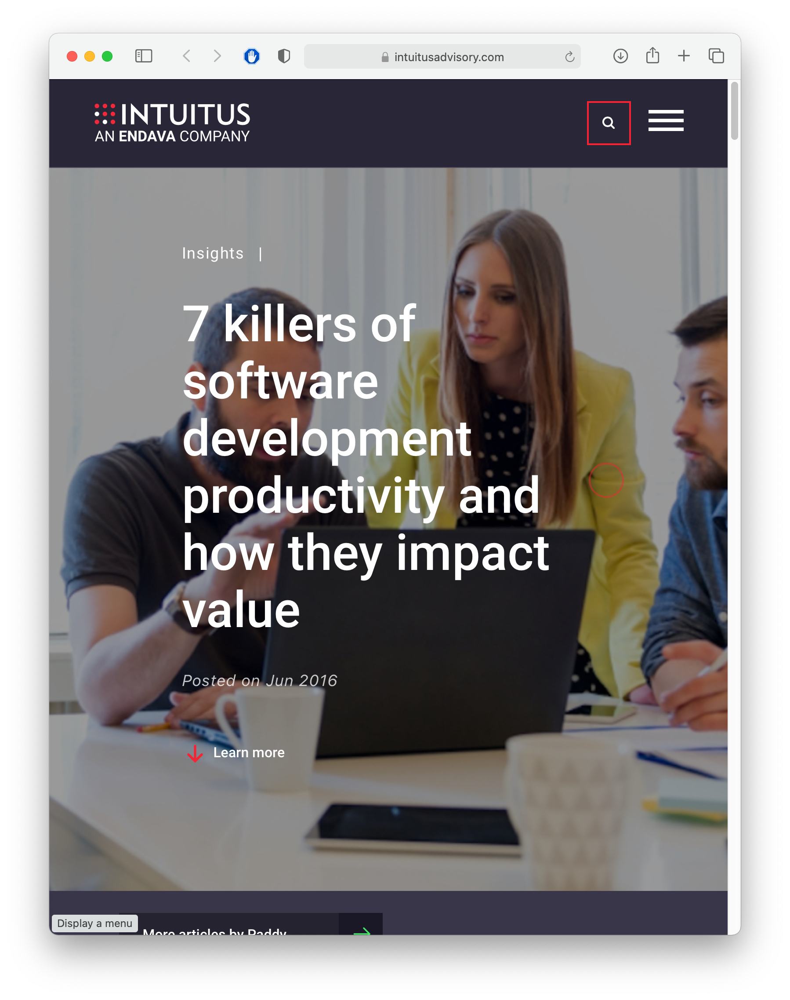 intuitusadvisory.com
INTUITUS
AN ENDAVA COMPANY
Insights |
7 killers of
software
development
productivity and
how they impact
value
Posted on Jun 2016
Learn more
Display a menu
More articles by Paddy